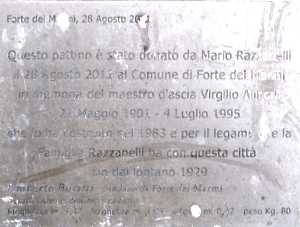 Forte dei Marmi, 28 Agosto
Questo pattino è stato donato da Mario Razzanelli
il 28 Agosto al Comune di Forte dei Marmi
in memoria del maestro d'ascia Virgilio
Maggio 1901 - 4 Luglio 1995
che lo ha costruito nel 1983 e per il legame che la
Famiglia Razzanelli ha con questa città
sin dal lontano 1929
Umberto Buratti Sindaco di Forte dei Marmi
peso Kg. 80